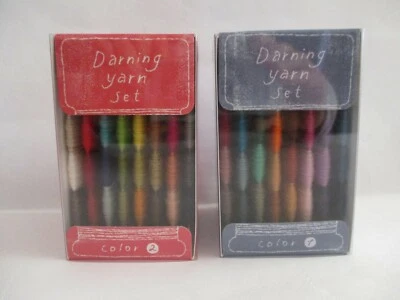 Darning
yarn
set
color 2
Darning
yarn
set
color